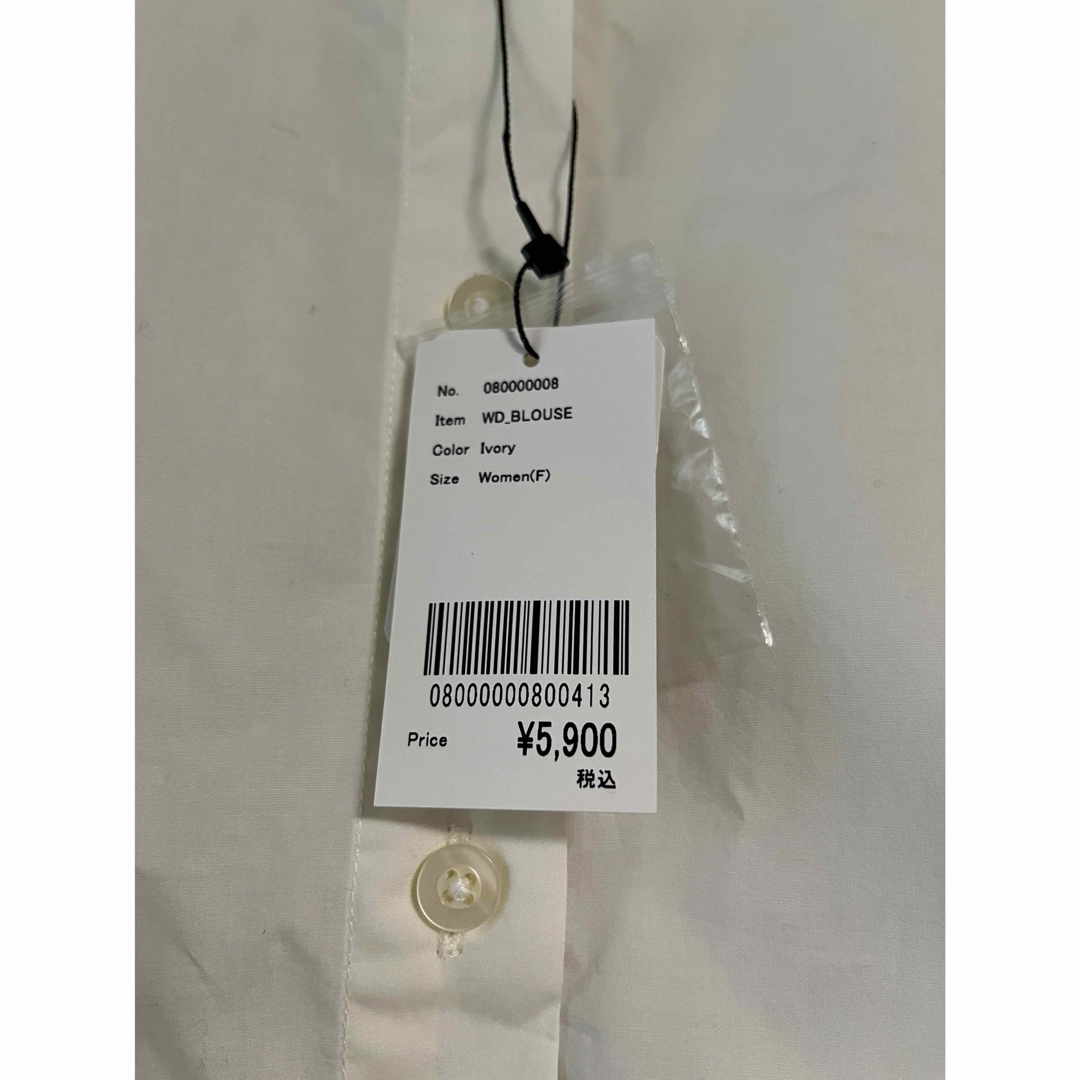 No. 080000008
Item WD_BLOUSE
Color Ivory
Size Women(F)
08000000800413
Price ¥5,900
税込